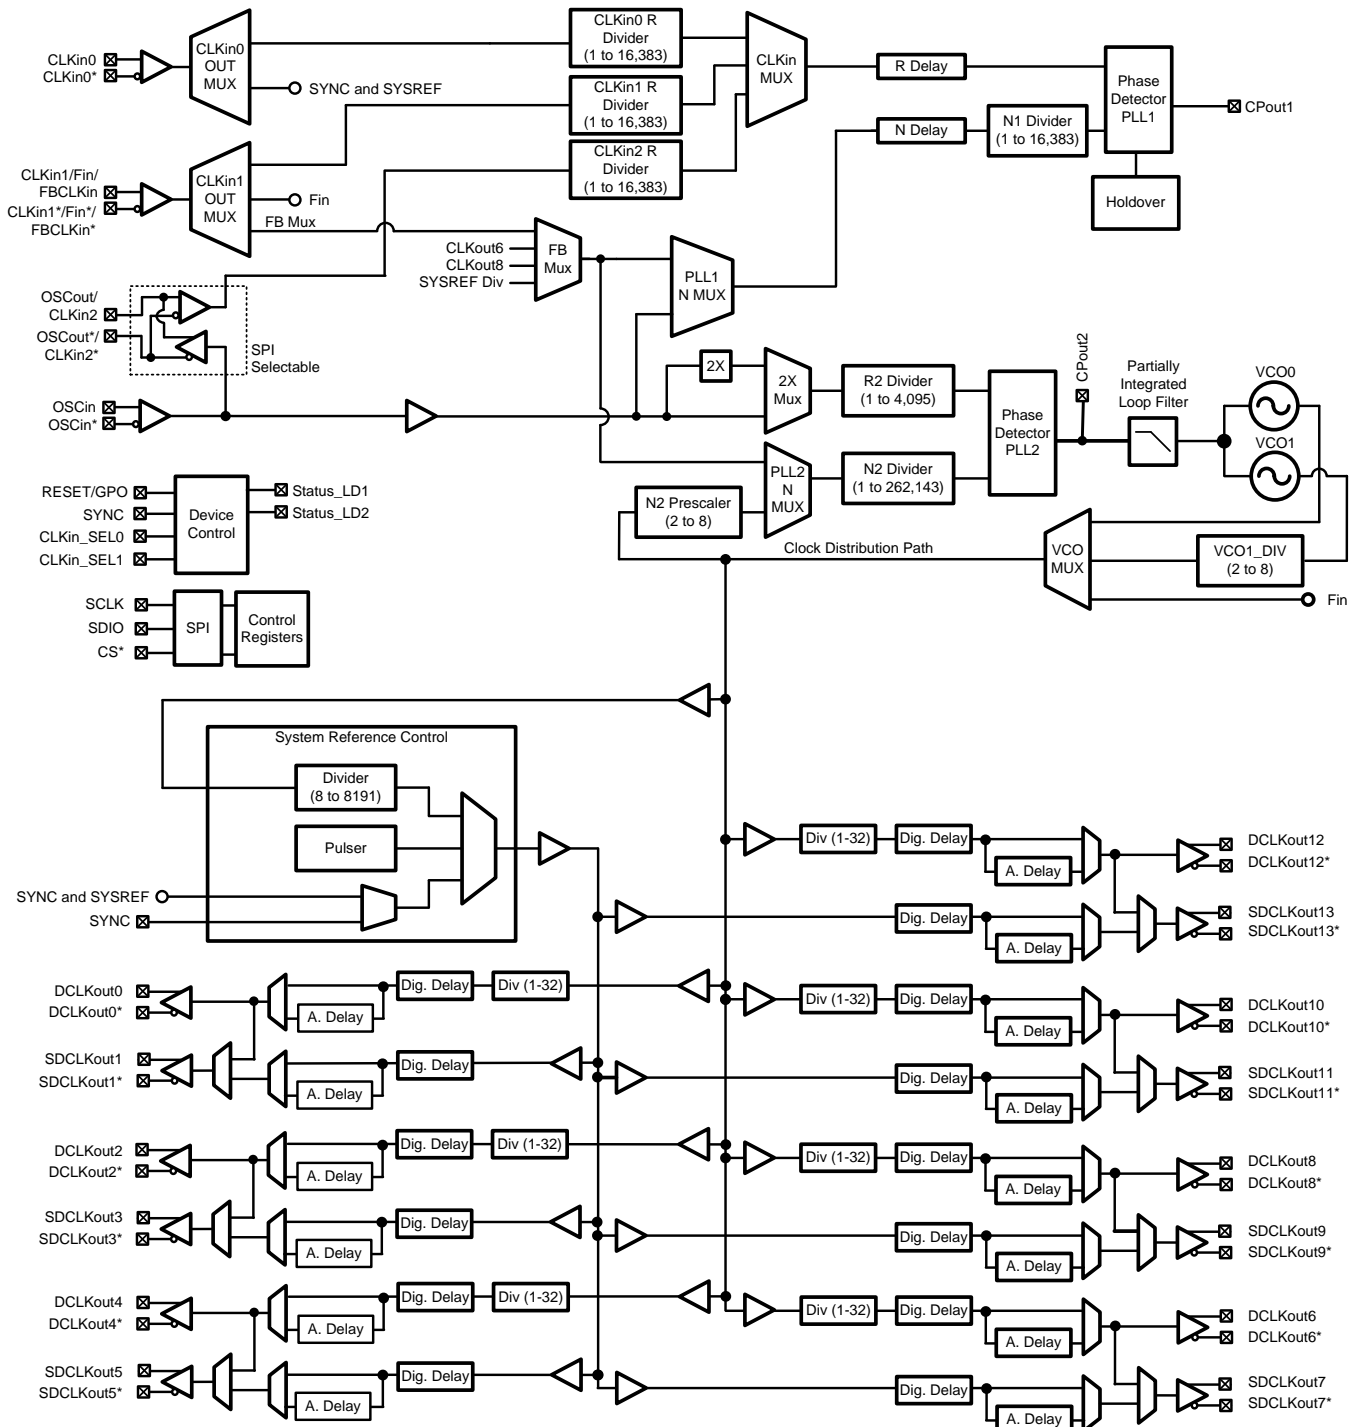 CLKin0
CLKin0*
CLKin0
OUT
MUX
SYNC and SYSREF
CLKin0 R
Divider
(1 to 16,383)
CLKin1 R
Divider
(1 to 16,383)
CLKin2 R
Divider
(1 to 16,383)
CLKin
MUX
R Delay
N Delay
N1 Divider
(1 to 16,383)
Phase
Detector
PLL1
CPout1
Holdover
CLKin1/Fin/
FBCLKin
CLKin1*/Fin*/
FBCLKin*
CLKin1
OUT
MUX
Fin
FB Mux
CLKout6
CLKout8
SYSREF Div
FB
Mux
PLL1
N MUX
OSCout/
CLKin2
OSCout*/
CLKin2*
SPI
Selectable
OSCin
OSCin*
2X
2X
Mux
R2 Divider
(1 to 4,095)
Phase
Detector
PLL2
CPout2
Partially
Integrated
Loop Filter
VCO0
VCO1
PLL2
N
MUX
N2 Divider
(1 to 262,143)
N2 Prescaler
(2 to 8)
Clock Distribution Path
VCO
MUX
VCO1_DIV
(2 to 8)
Fin
RESET/GPO
SYNC
CLKin_SEL0
CLKin_SEL1
Device
Control
Status_LD1
Status_LD2
SCLK
SDIO
CS*
SPI
Control
Registers
System Reference Control
Divider
(8 to 8191)
Pulser
SYNC and SYSREF
SYNC
Div (1-32)
Dig. Delay
A. Delay
DCLKout12
DCLKout12*
Dig. Delay
A. Delay
SDCLKout13
SDCLKout13*
DCLKout0
DCLKout0*
A. Delay
Dig. Delay
Div (1-32)
Div (1-32)
Dig. Delay
A. Delay
DCLKout10
DCLKout10*
SDCLKout1
SDCLKout1*
A. Delay
Dig. Delay
Dig. Delay
A. Delay
SDCLKout11
SDCLKout11*
DCLKout2
DCLKout2*
A. Delay
Dig. Delay
Div (1-32)
Div (1-32)
Dig. Delay
A. Delay
DCLKout8
DCLKout8*
SDCLKout3
SDCLKout3*
A. Delay
Dig. Delay
Dig. Delay
A. Delay
SDCLKout9
SDCLKout9*
DCLKout4
DCLKout4*
A. Delay
Dig. Delay
Div (1-32)
Div (1-32)
Dig. Delay
A. Delay
DCLKout6
DCLKout6*
SDCLKout5
SDCLKout5*
A. Delay
Dig. Delay
Dig. Delay
A. Delay
SDCLKout7
SDCLKout7*